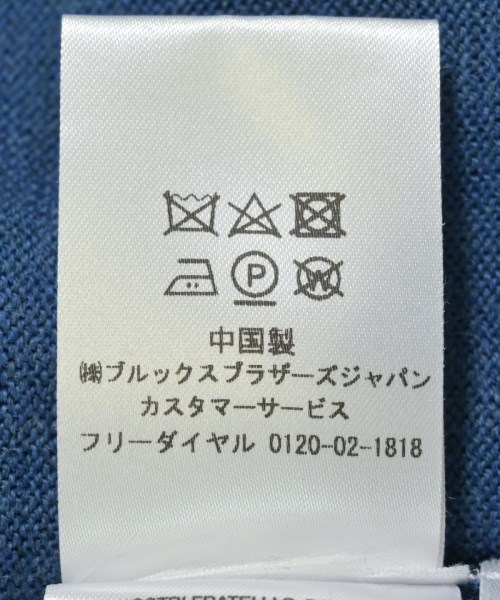 P
W
中国製
㈱ブルックスブラザーズジャパン
カスタマーサービス
フリーダイヤル 0120-02-1818